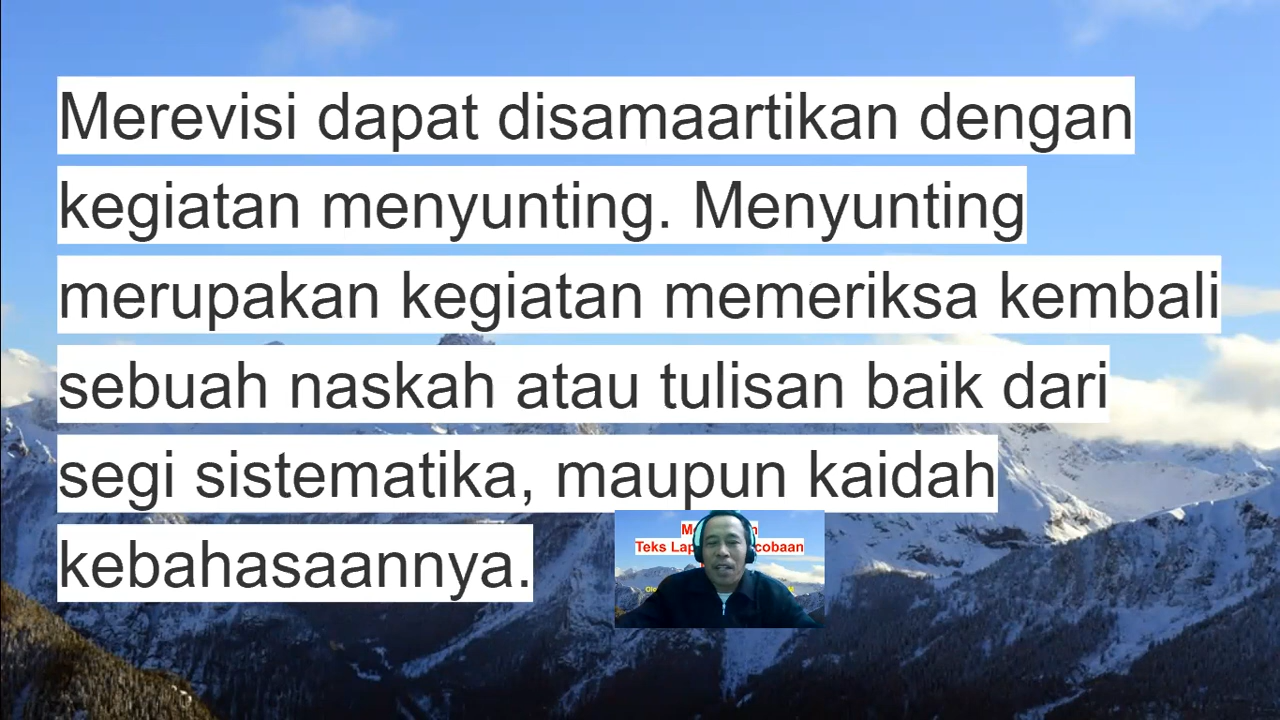 Merevisi dapat disamaartikan dengan
kegiatan menyunting. Menyunting
merupakan kegiatan memeriksa kembali
sebuah naskah atau tulisan baik dari
segi sistematika, maupun kaidah
kebahasaannya.
Teks